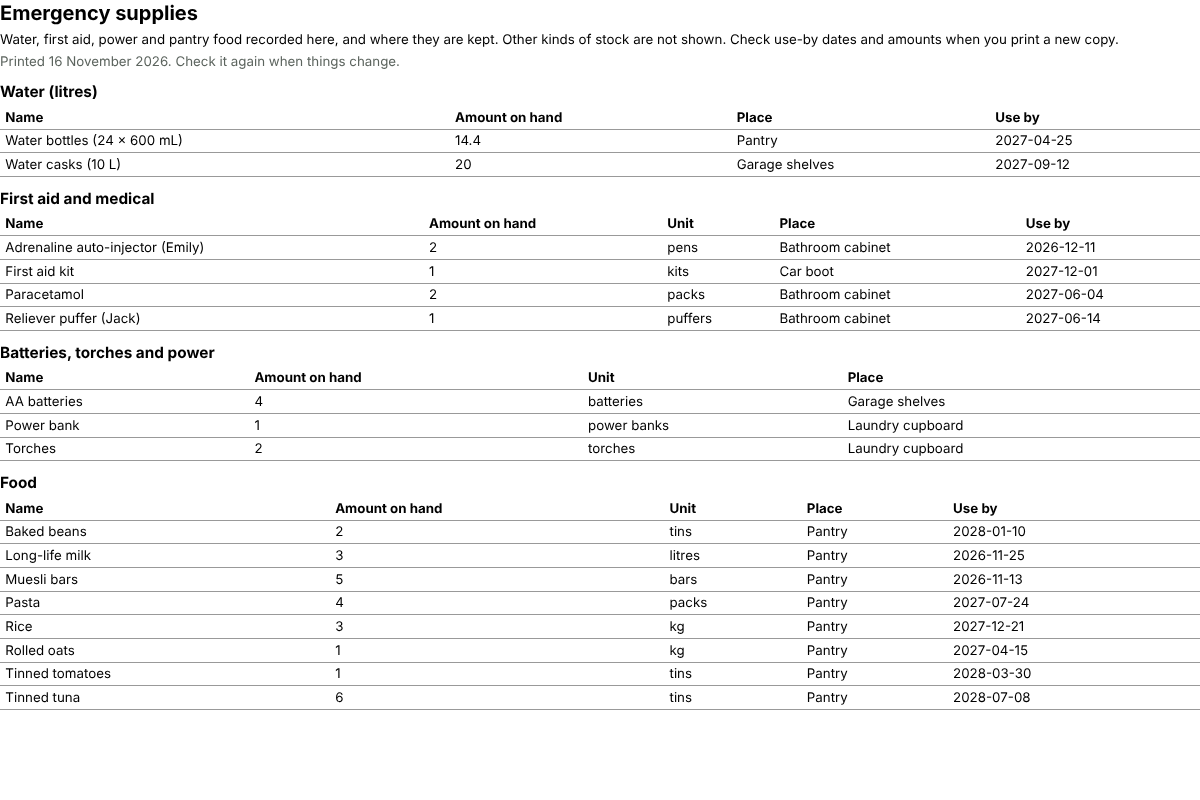 Emergency supplies
Water, first aid, power and pantry food recorded here, and where they are kept. Other kinds of stock are not shown. Check use-by dates and amounts when you print a new copy.
Printed 16 November 2026. Check it again when things change.
Water (litres)
Name Amount on hand Place Use by
Water bottles (24 × 600 mL) 14.4 Pantry 2027-04-25
Water casks (10 L) 20 Garage shelves 2027-09-12
First aid and medical
Name Amount on hand Unit Place Use by
Adrenaline auto-injector (Emily) 2 pens Bathroom cabinet 2026-12-11
First aid kit 1 kits Car boot 2027-12-01
Paracetamol 2 packs Bathroom cabinet 2027-06-04
Reliever puffer (Jack) 1 puffers Bathroom cabinet 2027-06-14
Batteries, torches and power
Name Amount on hand Unit Place
AA batteries 4 batteries Garage shelves
Power bank 1 power banks Laundry cupboard
Torches 2 torches Laundry cupboard
Food
Name Amount on hand Unit Place Use by
Baked beans 2 tins Pantry 2028-01-10
Long-life milk 3 litres Pantry 2026-11-25
Muesli bars 5 bars Pantry 2026-11-13
Pasta 4 packs Pantry 2027-07-24
Rice 3 kg Pantry 2027-12-21
Rolled oats 1 kg Pantry 2027-04-15
Tinned tomatoes 1 tins Pantry 2028-03-30
Tinned tuna 6 tins Pantry 2028-07-08